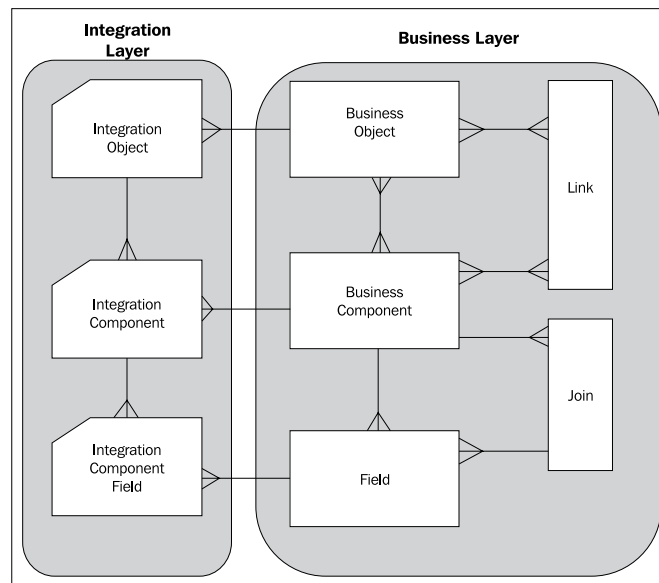 Integration
Layer
Business Layer
Integration
Object
Business
Object
Link
Integration
Component
Business
Component
Join
Integration
Component
Field
Field